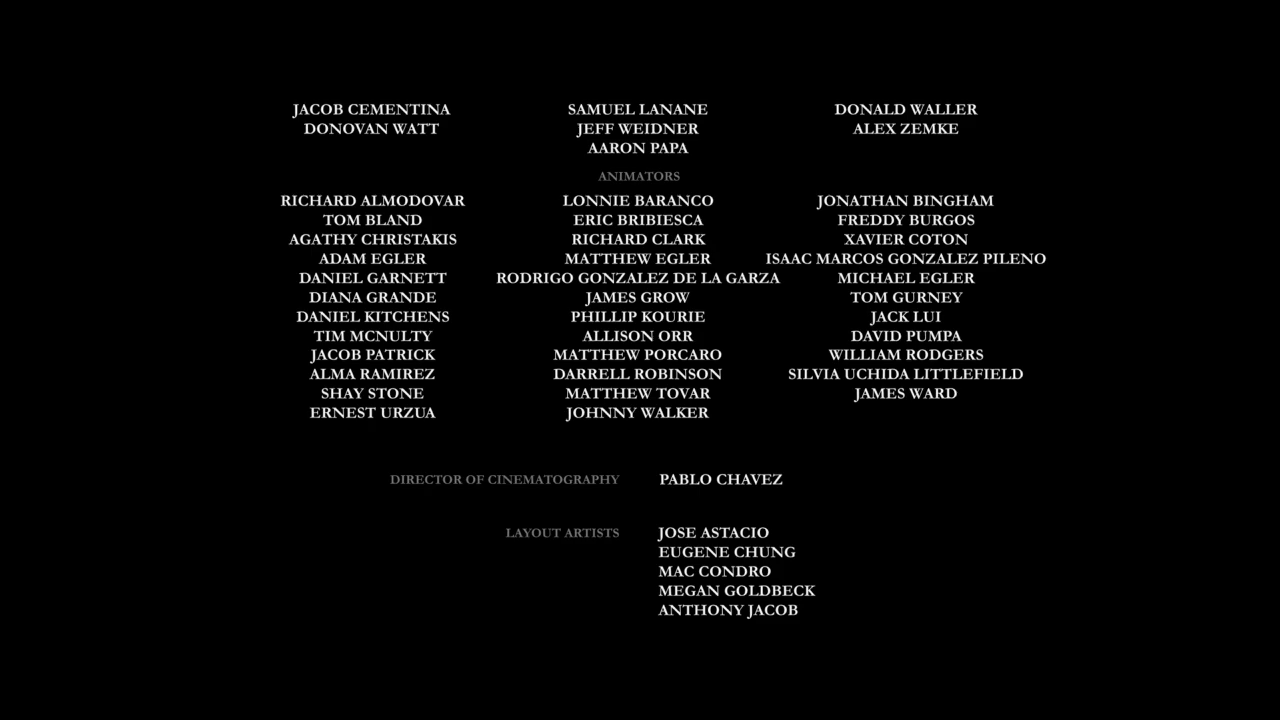 JACOB CEMENTINA SAMUEL LANANE DONALD WALLER
DONOVAN WATT JEFF WEIDNER ALEX ZEMKE
AARON PAPA
ANIMATORS
RICHARD ALMODOVAR LONNIE BARANCO JONATHAN BINGHAM
TOM BLAND ERIC BRIBIESCA FREDDY BURGOS
AGATHY CHRISTAKIS RICHARD CLARK XAVIER COTON
ADAM EGLER MATTHEW EGLER ISAAC MARCOS GONZALEZ PILENO
DANIEL GARNETT RODRIGO GONZALEZ DE LA GARZA MICHAEL EGLER
DIANA GRANDE JAMES GROW TOM GURNEY
DANIEL KITCHENS PHILLIP KOURIE JACK LUI
TIM MCNULTY ALLISON ORR DAVID PUMPA
JACOB PATRICK MATTHEW PORCARO WILLIAM RODGERS
ALMA RAMIREZ DARRELL ROBINSON SILVIA UCHIDA LITTLEFIELD
SHAY STONE MATTHEW TOVAR JAMES WARD
ERNEST URZUA JOHNNY WALKER
DIRECTOR OF CINEMATOGRAPHY PABLO CHAVEZ
LAYOUT ARTISTS JOSE ASTACIO
EUGENE CHUNG
MAC CONDRO
MEGAN GOLDBECK
ANTHONY JACOB